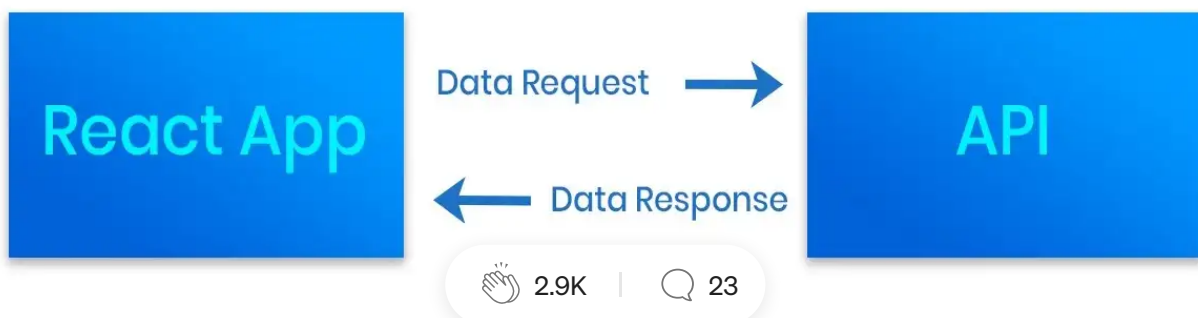 React App
Data Request
API
Data Response
2.9K
23